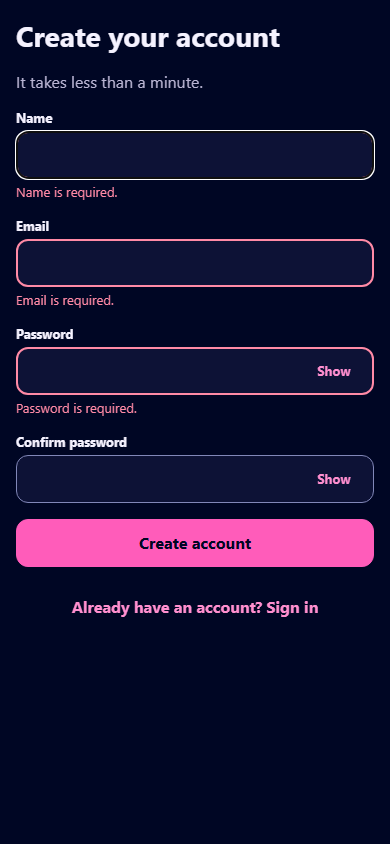 Create your account
It takes less than a minute.
Name
Name is required.
Email
Email is required.
Password
Show
Password is required.
Confirm password
Show
Create account
Already have an account? Sign in